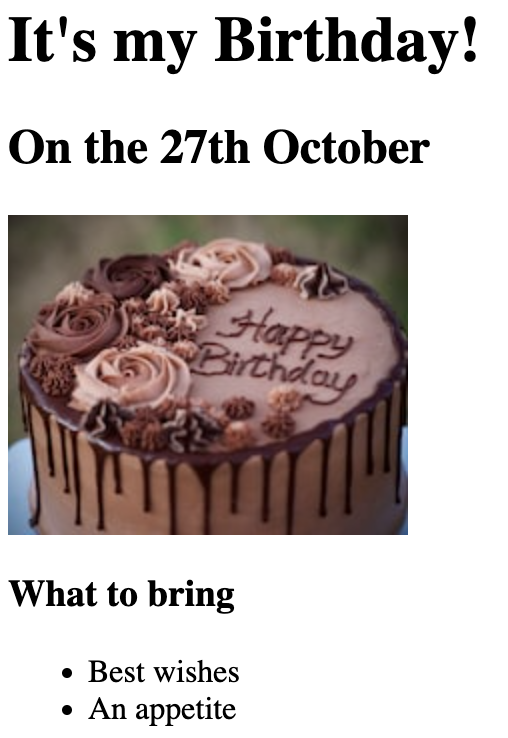 It's my Birthday!
On the 27th October
Happy
Birthday
What to bring
Best wishes
An appetite